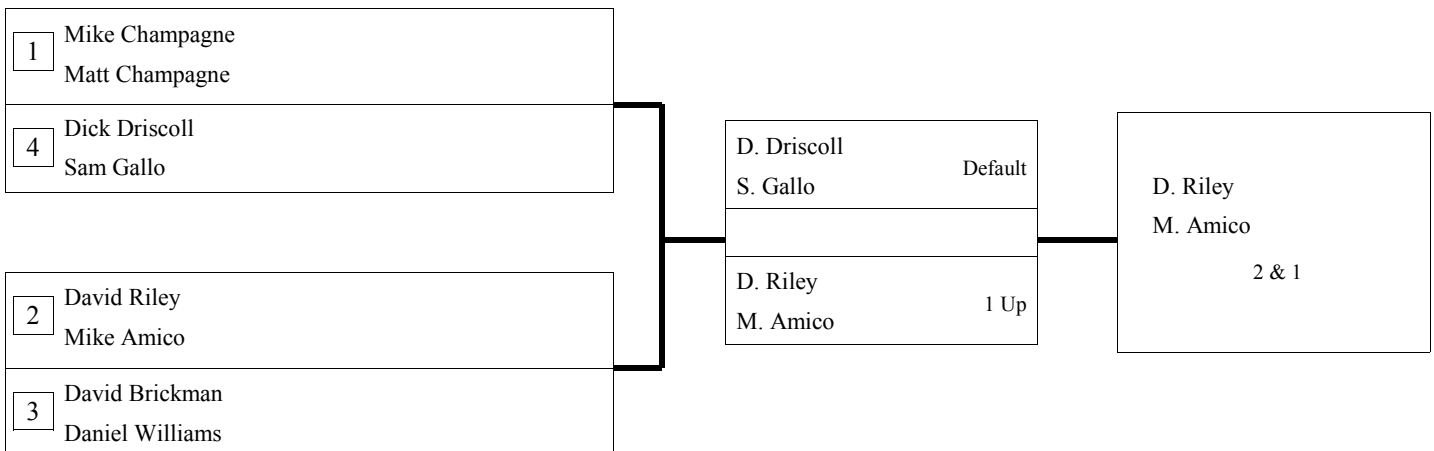 1
Mike Champagne
Matt Champagne
4
Dick Driscoll
Sam Gallo
2
David Riley
Mike Amico
3
David Brickman
Daniel Williams
D. Driscoll
S. Gallo
Default
D. Riley
M. Amico
1 Up
D. Riley
M. Amico
2 & 1